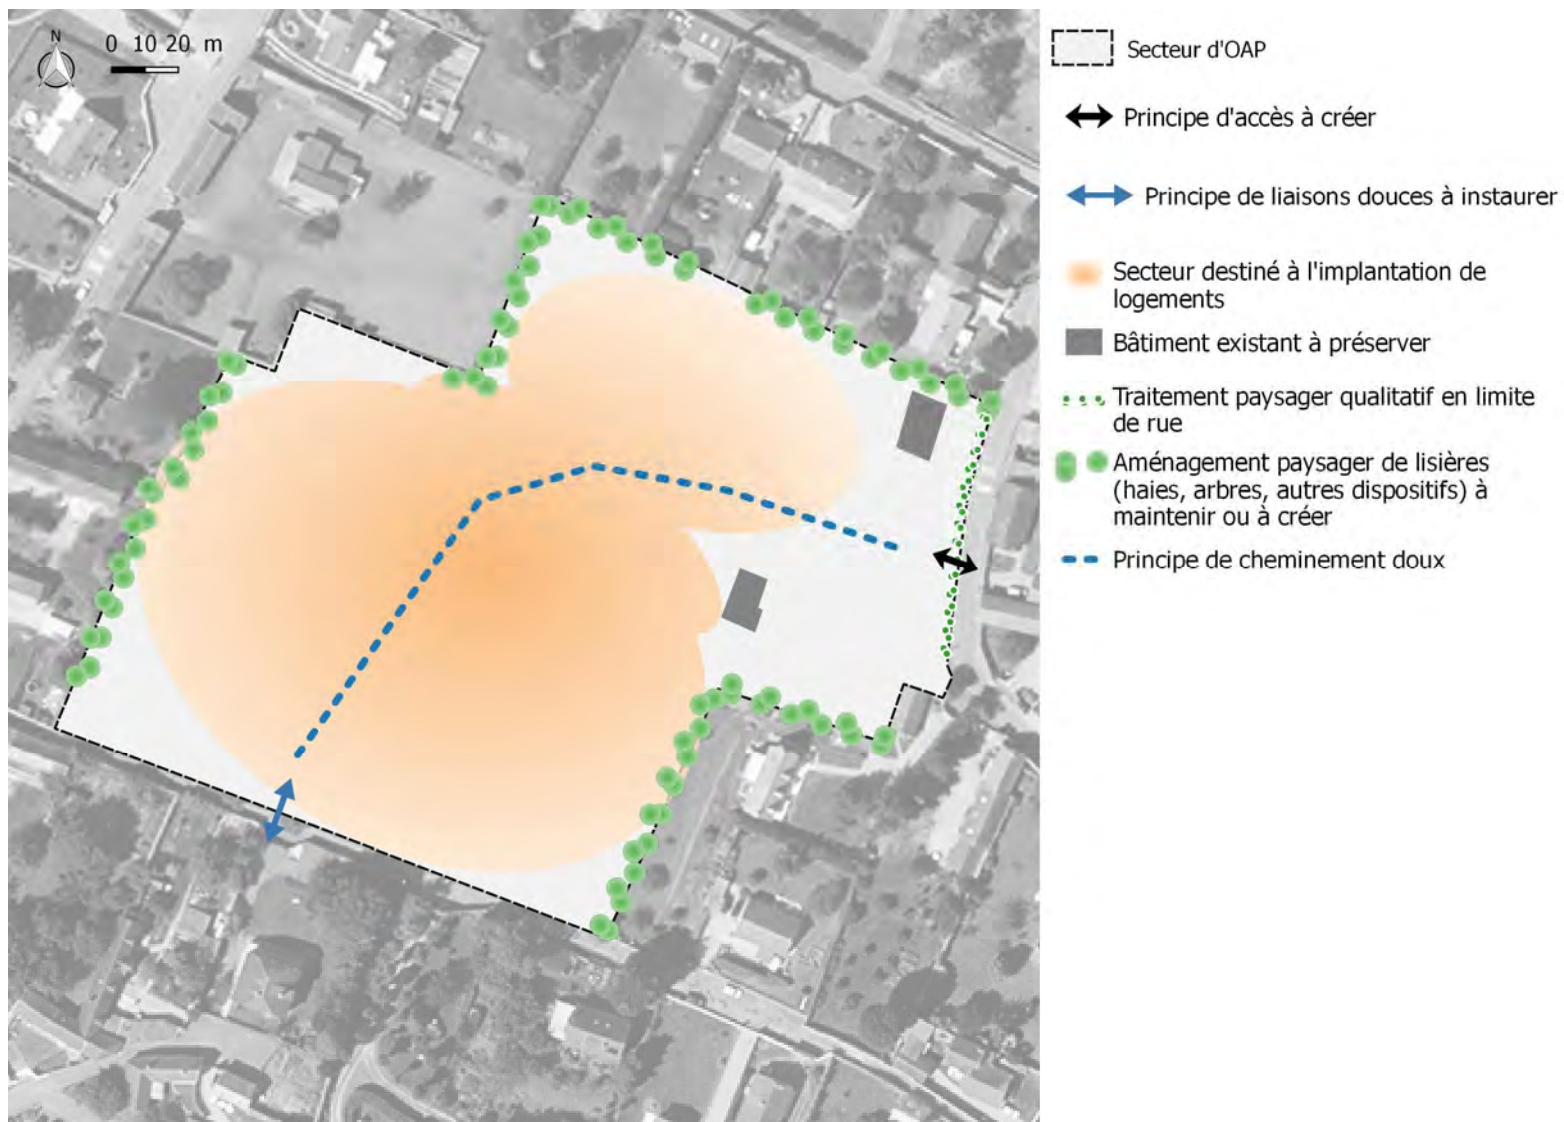 N
0 10 20 m
Secteur d'OAP
Principe d'accès à créer
Principe de liaisons douces à instaurer
Secteur destiné à l'implantation de
logements
Bâtiment existant à préserver
Traitement paysager qualitatif en limite
de rue
Aménagement paysager de lisières
(haies, arbres, autres dispositifs) à
maintenir ou à créer
Principe de cheminement doux